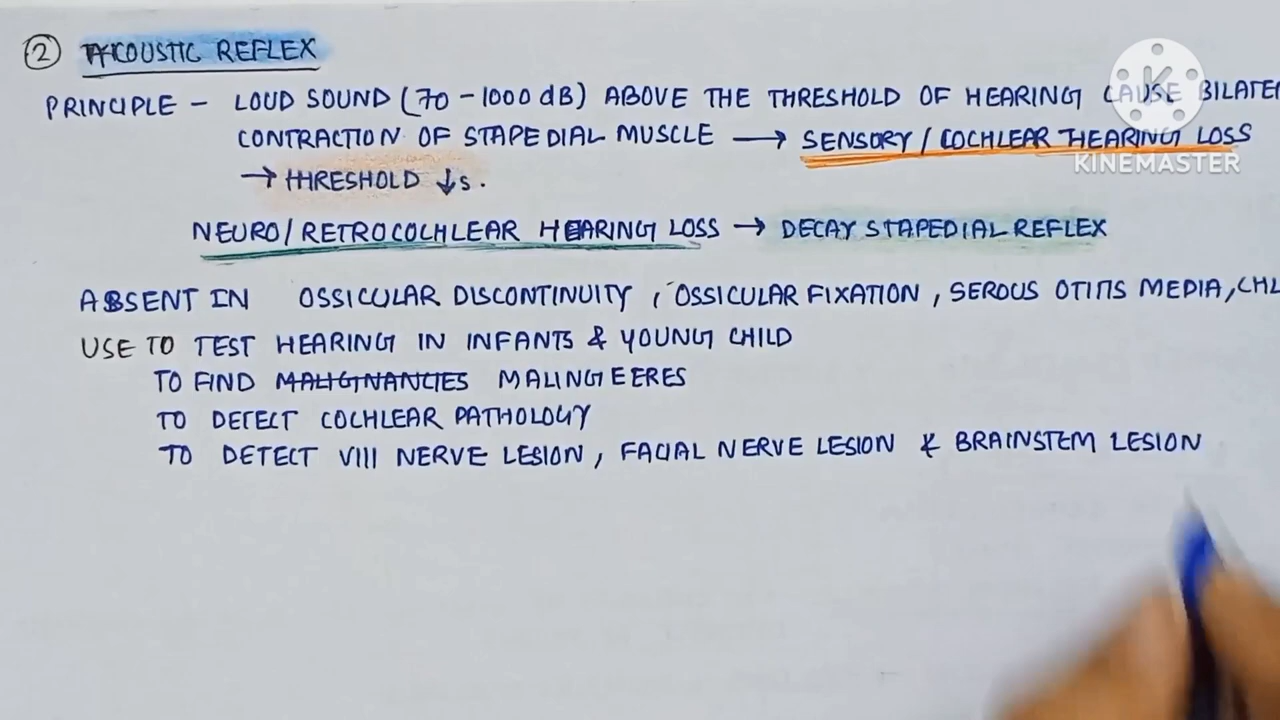 ② ACOUSTIC REFLEX
PRINCIPLE - LOUD SOUND (70 - 1000 dB) ABOVE THE THRESHOLD OF HEARING CAUSE BILATER
CONTRACTION OF STAPEDIAL MUSCLE → SENSORY / COCHLEAR HEARING LOSS
KINEMASTER
→ THRESHOLD ↓s.
NEURO / RETROCOCHLEAR HEARING LOSS → DECAY STAPEDIAL REFLEX
ABSENT IN OSSICULAR DISCONTINUITY, OSSICULAR FIXATION, SEROUS OTITIS MEDIA, CHL
USE TO TEST HEARING IN INFANTS & YOUNG CHILD
TO FIND MALIGNANCIES MALINGEERES
TO DETECT COCHLEAR PATHOLOGY
TO DETECT VIII NERVE LESION, FACIAL NERVE LESION & BRAINSTEM LESION